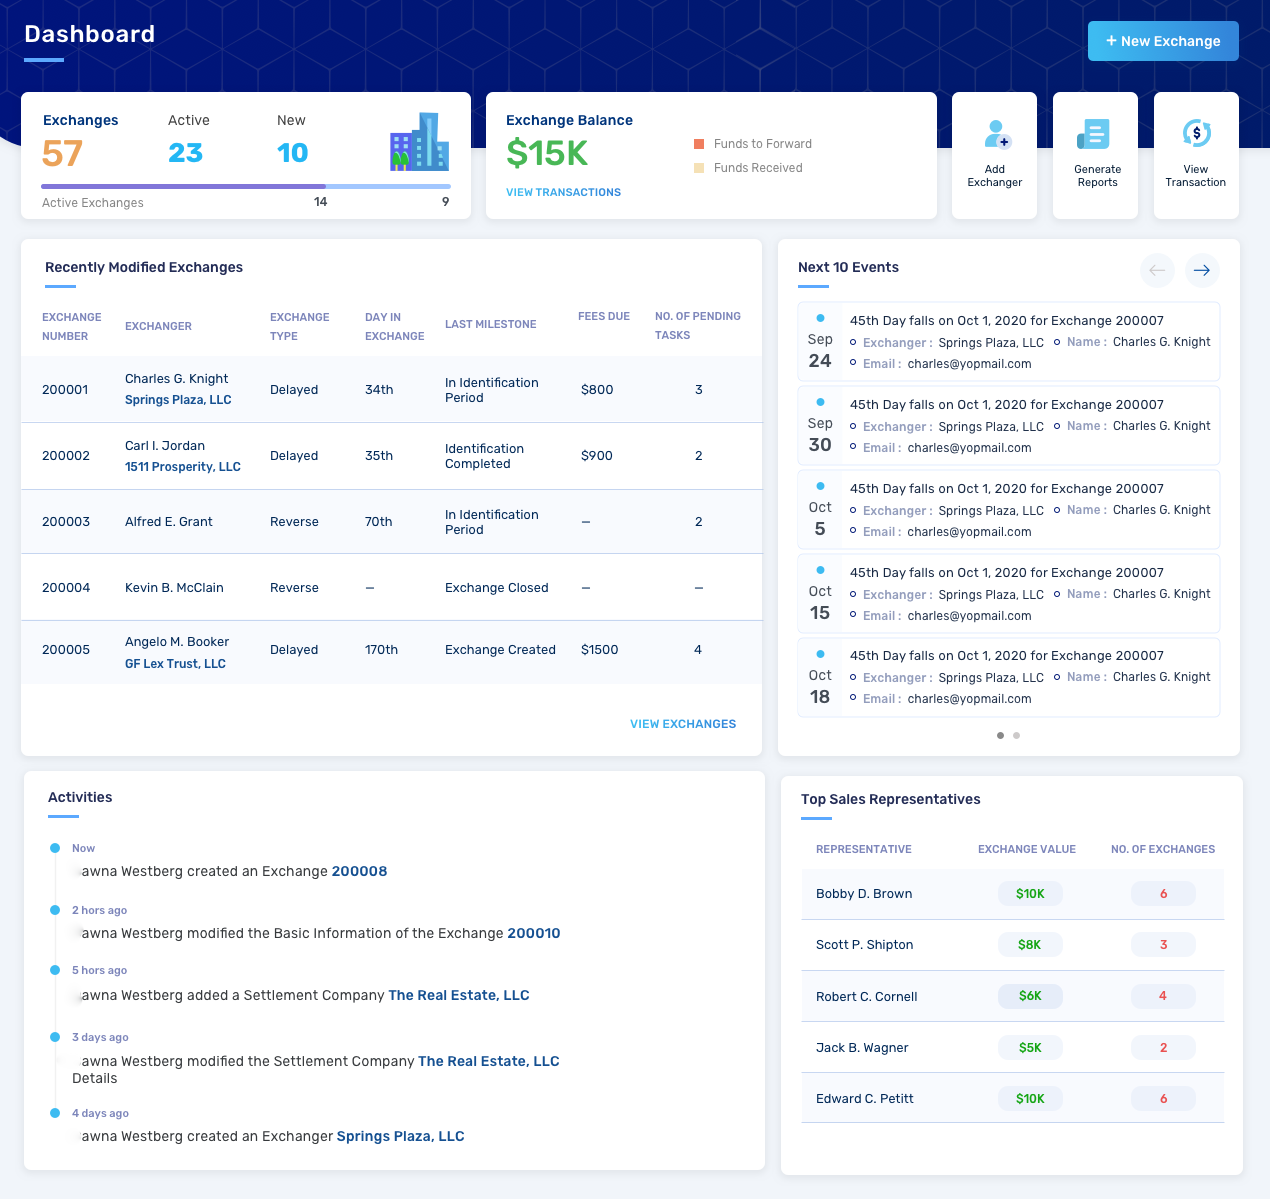 Dashboard
+ New Exchange
Exchanges
Active
New
57
23
10
Active Exchanges
14
9
Exchange Balance
$15K
VIEW TRANSACTIONS
Funds to Forward
Funds Received
Add
Exchanger
Generate
Reports
View
Transaction
Recently Modified Exchanges
EXCHANGE NUMBER
EXCHANGER
EXCHANGE TYPE
DAY IN EXCHANGE
LAST MILESTONE
FEES DUE
NO. OF PENDING TASKS
200001
Charles G. Knight
Springs Plaza, LLC
Delayed
34th
In Identification
Period
$800
3
200002
Carl I. Jordan
1511 Prosperity, LLC
Delayed
35th
Identification
Completed
$900
2
200003
Alfred E. Grant
Reverse
70th
In Identification
Period
–
2
200004
Kevin B. McClain
Reverse
–
Exchange Closed
–
–
200005
Angelo M. Booker
GF Lex Trust, LLC
Delayed
170th
Exchange Created
$1500
4
VIEW EXCHANGES
Next 10 Events
Sep
24
45th Day falls on Oct 1, 2020 for Exchange 200007
Exchanger : Springs Plaza, LLC Name : Charles G. Knight
Email : charles@yopmail.com
Sep
30
45th Day falls on Oct 1, 2020 for Exchange 200007
Exchanger : Springs Plaza, LLC Name : Charles G. Knight
Email : charles@yopmail.com
Oct
5
45th Day falls on Oct 1, 2020 for Exchange 200007
Exchanger : Springs Plaza, LLC Name : Charles G. Knight
Email : charles@yopmail.com
Oct
15
45th Day falls on Oct 1, 2020 for Exchange 200007
Exchanger : Springs Plaza, LLC Name : Charles G. Knight
Email : charles@yopmail.com
Oct
18
45th Day falls on Oct 1, 2020 for Exchange 200007
Exchanger : Springs Plaza, LLC Name : Charles G. Knight
Email : charles@yopmail.com
Activities
Now
awna Westberg created an Exchange 200008
2 hors ago
awna Westberg modified the Basic Information of the Exchange 200010
5 hors ago
awna Westberg added a Settlement Company The Real Estate, LLC
3 days ago
awna Westberg modified the Settlement Company The Real Estate, LLC
Details
4 days ago
awna Westberg created an Exchanger Springs Plaza, LLC
Top Sales Representatives
REPRESENTATIVE EXCHANGE VALUE NO. OF EXCHANGES
Bobby D. Brown $10K 6
Scott P. Shipton $8K 3
Robert C. Cornell $6K 4
Jack B. Wagner $5K 2
Edward C. Petitt $10K 6